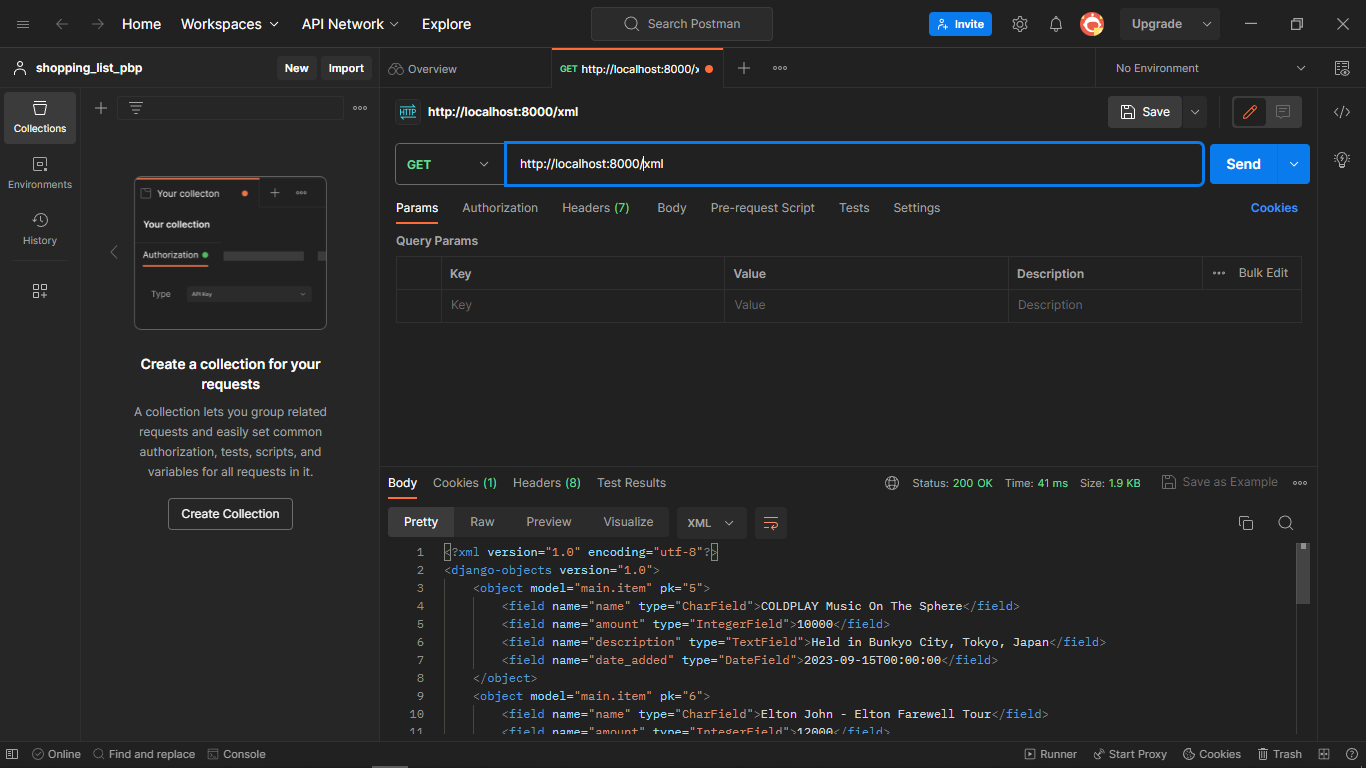 Home Workspaces API Network Explore Search Postman Invite Upgrade
shopping_list_pbp New Import Overview GET http://localhost:8000/x No Environment
Collections
Environments
History
Your collecton
Your collection
Authorization
Type API Key
Create a collection for your
requests
A collection lets you group related
requests and easily set common
authorization, tests, scripts, and
variables for all requests in it.
Create Collection
HTTP http://localhost:8000/xml Save
GET http://localhost:8000/xml Send
Params Authorization Headers (7) Body Pre-request Script Tests Settings Cookies
Query Params
Key Value Description Bulk Edit
Key Value Description
Body Cookies (1) Headers (8) Test Results Status: 200 OK Time: 41 ms Size: 1.9 KB Save as Example
Pretty Raw Preview Visualize XML
1 <?xml version="1.0" encoding="utf-8"?>
2 <django-objects version="1.0">
3 <object model="main.item" pk="5">
4 <field name="name" type="CharField">COLDPLAY Music On The Sphere</field>
5 <field name="amount" type="IntegerField">10000</field>
6 <field name="description" type="TextField">Held in Bunkyo City, Tokyo, Japan</field>
7 <field name="date_added" type="DateField">2023-09-15T00:00:00</field>
8 </object>
9 <object model="main.item" pk="6">
10 <field name="name" type="CharField">Elton John - Elton Farewell Tour</field>
11 <field name="amount" type="IntegerField">12000</field>
Online Find and replace Console Runner Start Proxy Cookies Trash